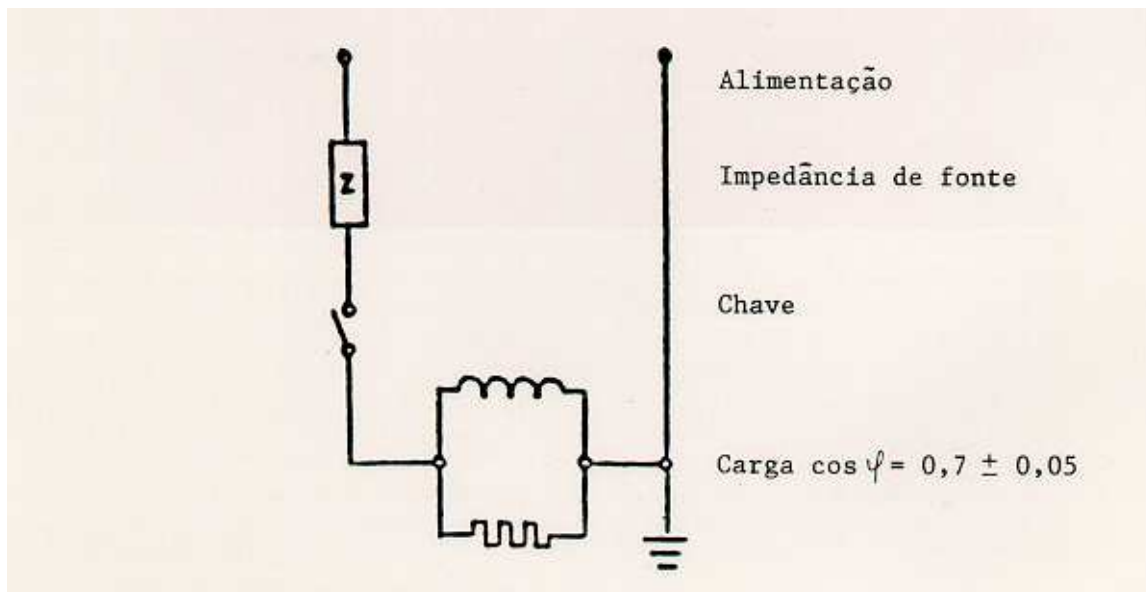 Alimentação
Impedância de fonte
Z
Chave
Carga cos φ = 0,7 ± 0,05